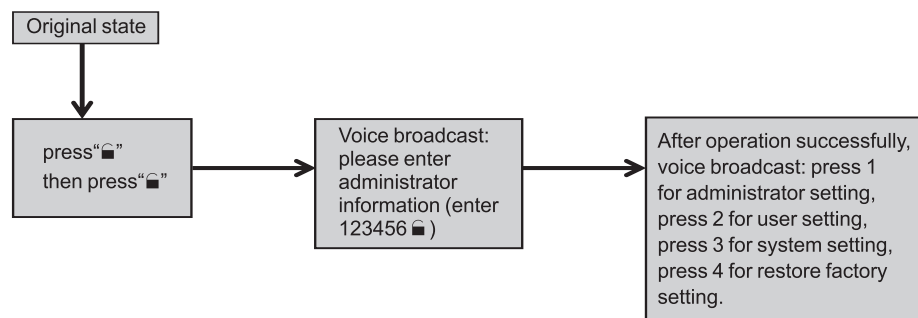 Original state
press“🔓”
then press“🔓”
Voice broadcast:
please enter
administrator
information (enter
123456🔓)
After operation successfully,
voice broadcast: press 1
for administrator setting,
press 2 for user setting,
press 3 for system setting,
press 4 for restore factory
setting.